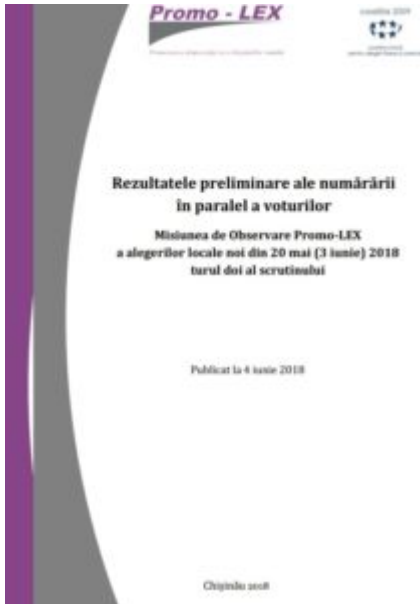 Promo - LEX
Rezultatele preliminare ale numărării
în paralel a voturilor
Misiunea de Observare Promo-LEX
a alegerilor locale noi din 20 mai (3 iunie) 2018
turul doi al scrutinului
Publicat la 4 iunie 2018
Chișinău 2018